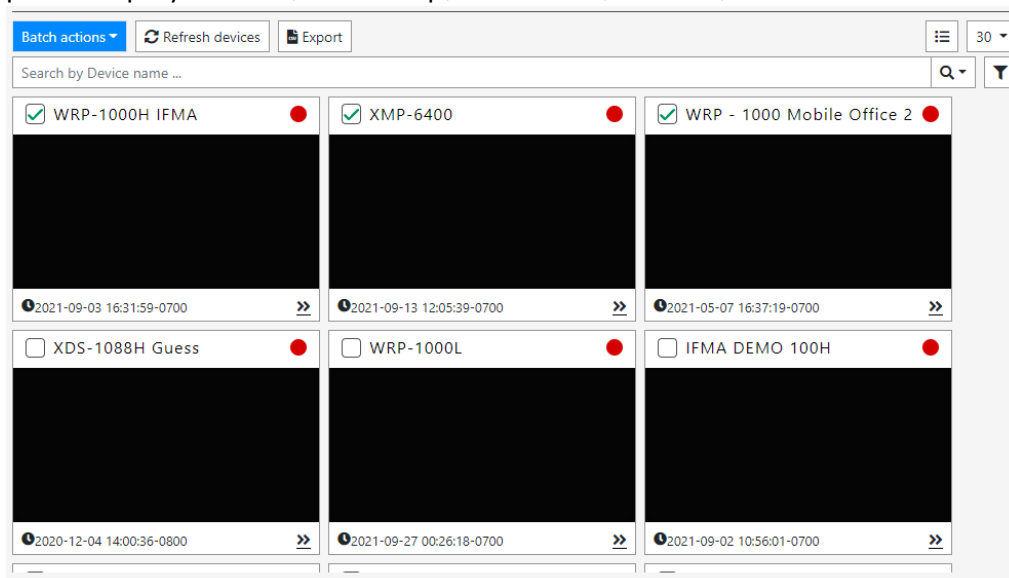 Batch actions Refresh devices Export 30
Search by Device name ...
WRP-1000H IFMA XMP-6400 WRP - 1000 Mobile Office 2
2021-09-03 16:31:59-0700 2021-09-13 12:05:39-0700 2021-05-07 16:37:19-0700
XDS-1088H Guess WRP-1000L IFMA DEMO 100H
2020-12-04 14:00:36-0800 2021-09-27 00:26:18-0700 2021-09-02 10:56:01-0700